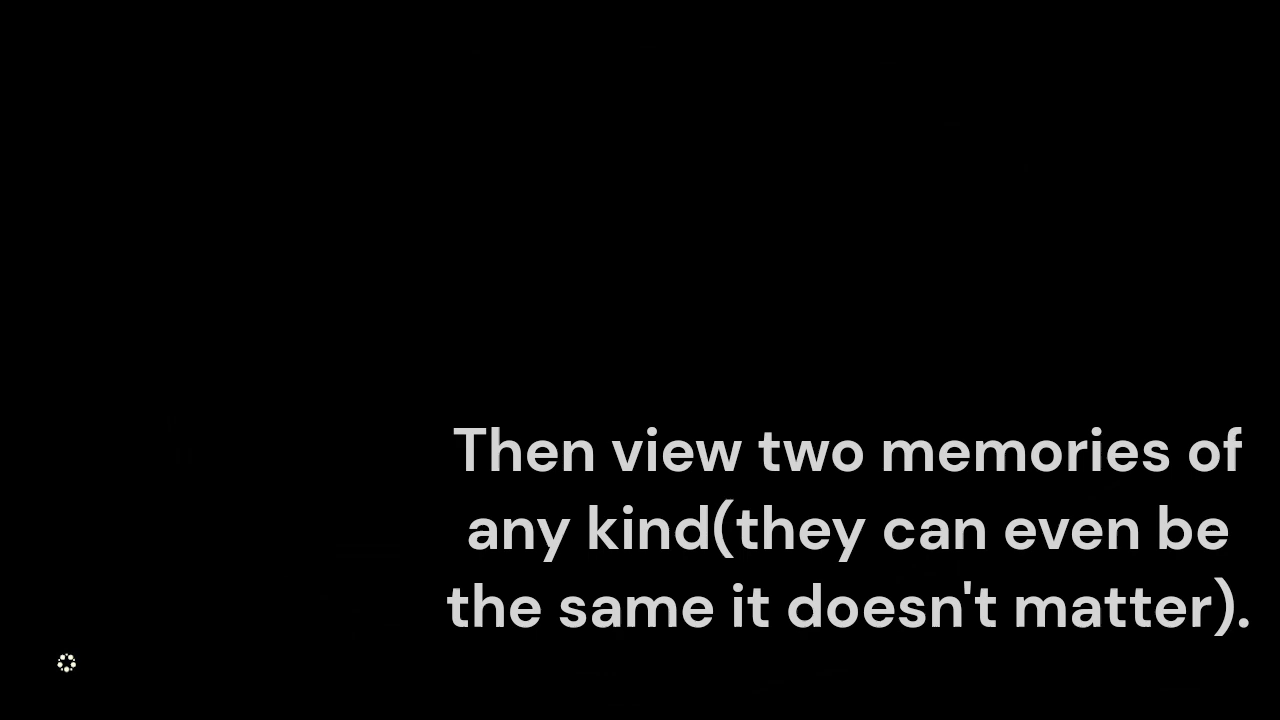 Then view two memories of
any kind(they can even be
the same it doesn't matter).